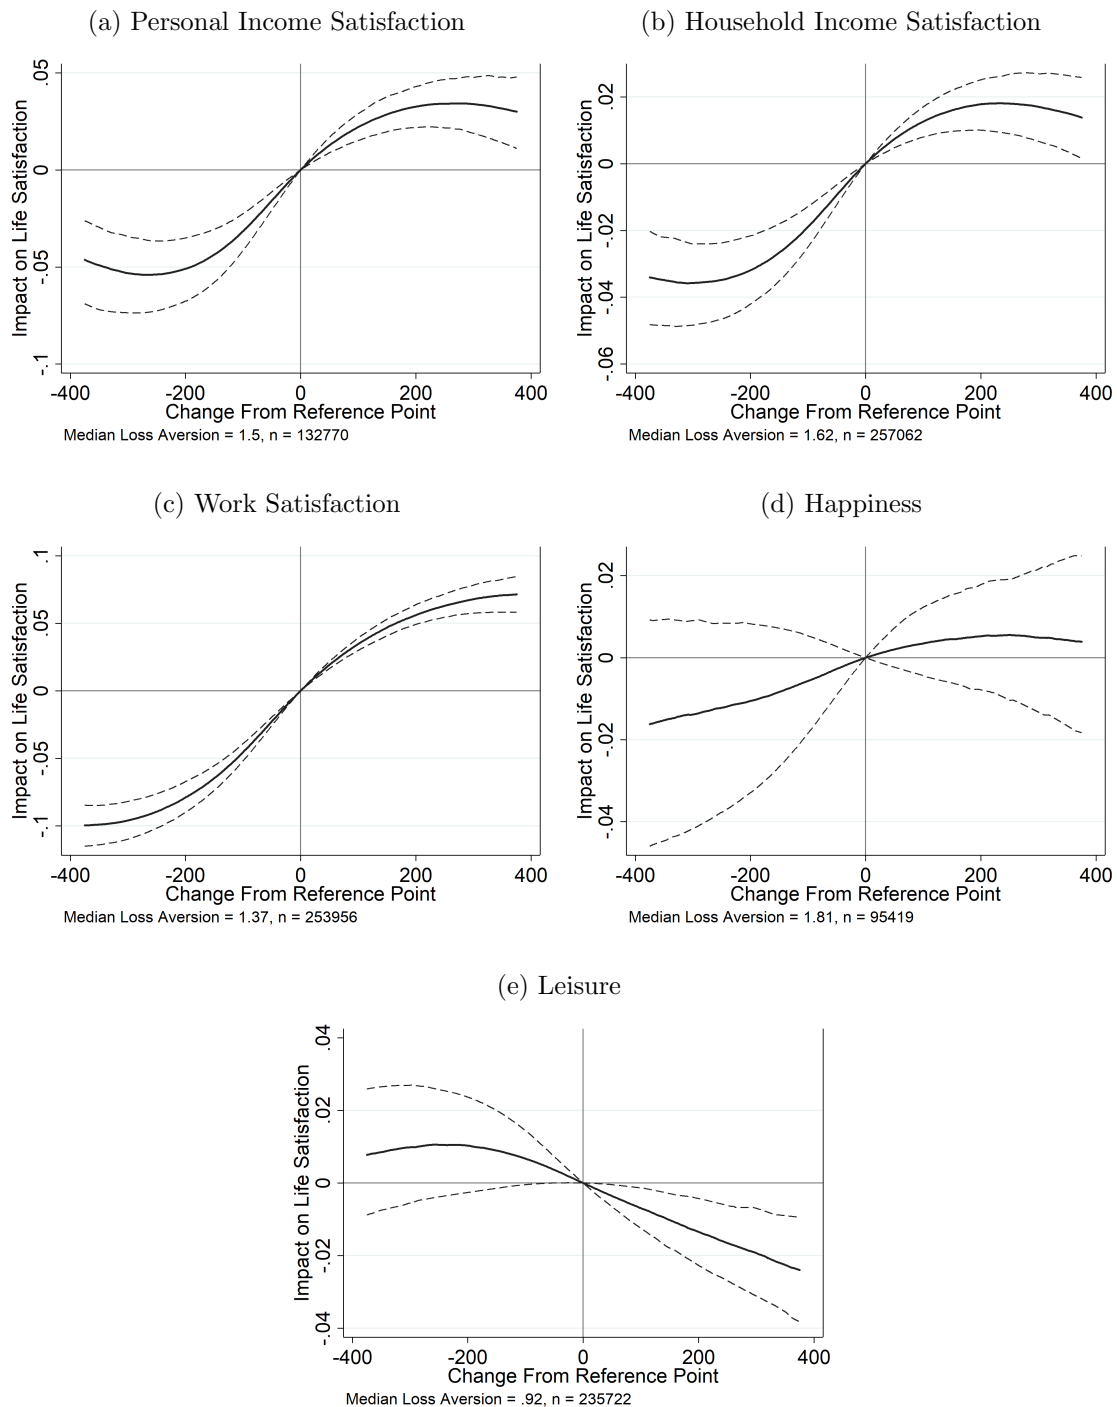 (a) Personal Income Satisfaction
Impact on Life Satisfaction
.05
0
-.05
-.1
-400 -200 0 200 400
Change From Reference Point
Median Loss Aversion = 1.5, n = 132770
(b) Household Income Satisfaction
Impact on Life Satisfaction
.02
0
-.02
-.04
-.06
-400 -200 0 200 400
Change From Reference Point
Median Loss Aversion = 1.62, n = 257062
(c) Work Satisfaction
Impact on Life Satisfaction
.1
.05
0
-.05
-.1
-400 -200 0 200 400
Change From Reference Point
Median Loss Aversion = 1.37, n = 253956
(d) Happiness
Impact on Life Satisfaction
.02
0
-.02
-.04
-400 -200 0 200 400
Change From Reference Point
Median Loss Aversion = 1.81, n = 95419
(e) Leisure
Impact on Life Satisfaction
.04
.02
0
-.02
-.04
-400 -200 0 200 400
Change From Reference Point
Median Loss Aversion = .92, n = 235722